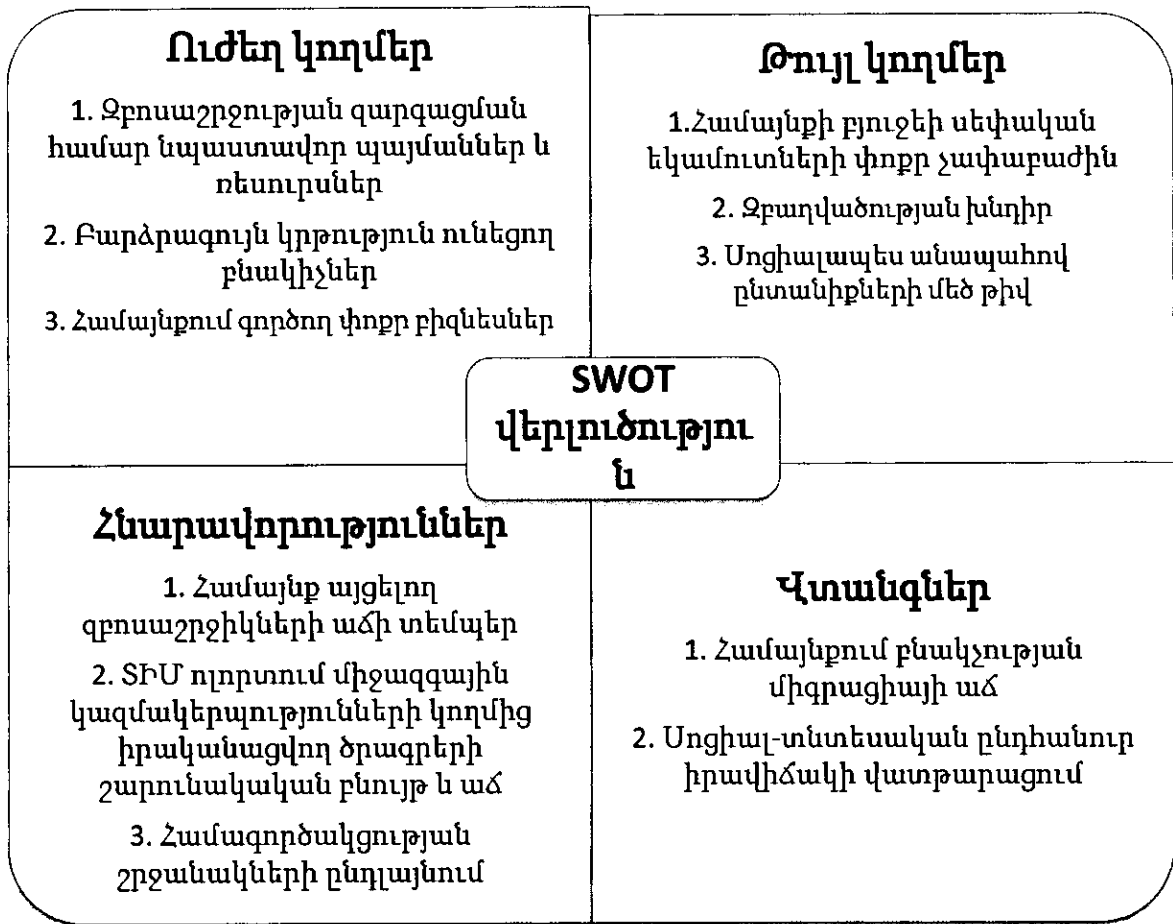 Ուժեղ կողմեր
1. Զբոսաշրջության զարգացման
համար նպաստավոր պայմաններ և
ռեսուրսներ
2. Բարձրագույն կրթություն ունեցող
բնակիչներ
3. Համայնքում գործող փոքր բիզնեսներ
Թույլ կողմեր
1.Համայնքի բյուջեի սեփական
եկամուտների փոքր չափաբաժին
2. Զբաղվածության խնդիր
3. Սոցիալապես անապահով
ընտանիքների մեծ թիվ
SWOT
վերլուծությու
ն
Հնարավորություններ
1. Համայնք այցելող
զբոսաշրջիկների աճի տեմպեր
2. ՏԻՄ ոլորտում միջազգային
կազմակերպությունների կողմից
իրականացվող ծրագրերի
շարունակական բնույթ և աճ
3. Համագործակցության
շրջանակների ընդլայնում
Վտանգներ
1. Համայնքում բնակչության
միգրացիայի աճ
2. Սոցիալ-տնտեսական ընդհանուր
իրավիճակի վատթարացում